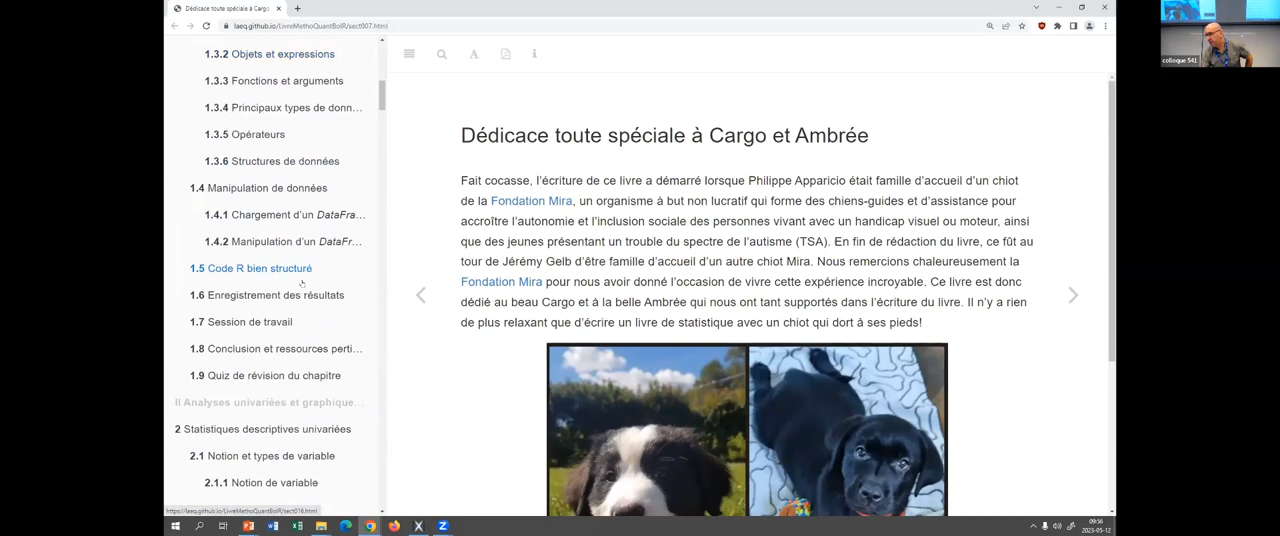 Dédicace toute spéciale à Cargo
laeq.github.io/LivreMethoQuantBolR/sect007.html
colloque 541
1.3.2 Objets et expressions
1.3.3 Fonctions et arguments
1.3.4 Principaux types de donn...
1.3.5 Opérateurs
1.3.6 Structures de données
1.4 Manipulation de données
1.4.1 Chargement d'un DataFra...
1.4.2 Manipulation d'un DataFr...
1.5 Code R bien structuré
1.6 Enregistrement des résultats
1.7 Session de travail
1.8 Conclusion et ressources perti...
1.9 Quiz de révision du chapitre
II Analyses univariées et graphique...
2 Statistiques descriptives univariées
2.1 Notion et types de variable
2.1.1 Notion de variable
https://laeq.github.io/LivreMethoQuantBolR/sect016.html
Dédicace toute spéciale à Cargo et Ambrée
Fait cocasse, l'écriture de ce livre a démarré lorsque Philippe Apparicio était famille d'accueil d'un chiot
de la Fondation Mira, un organisme à but non lucratif qui forme des chiens-guides et d'assistance pour
accroître l'autonomie et l'inclusion sociale des personnes vivant avec un handicap visuel ou moteur, ainsi
que des jeunes présentant un trouble du spectre de l'autisme (TSA). En fin de rédaction du livre, ce fût au
tour de Jérémy Gelb d'être famille d'accueil d'un autre chiot Mira. Nous remercions chaleureusement la
Fondation Mira pour nous avoir donné l'occasion de vivre cette expérience incroyable. Ce livre est donc
dédié au beau Cargo et à la belle Ambrée qui nous ont tant supportés dans l'écriture du livre. Il n'y a rien
de plus relaxant que d'écrire un livre de statistique avec un chiot qui dort à ses pieds!
09:56
2023-05-12